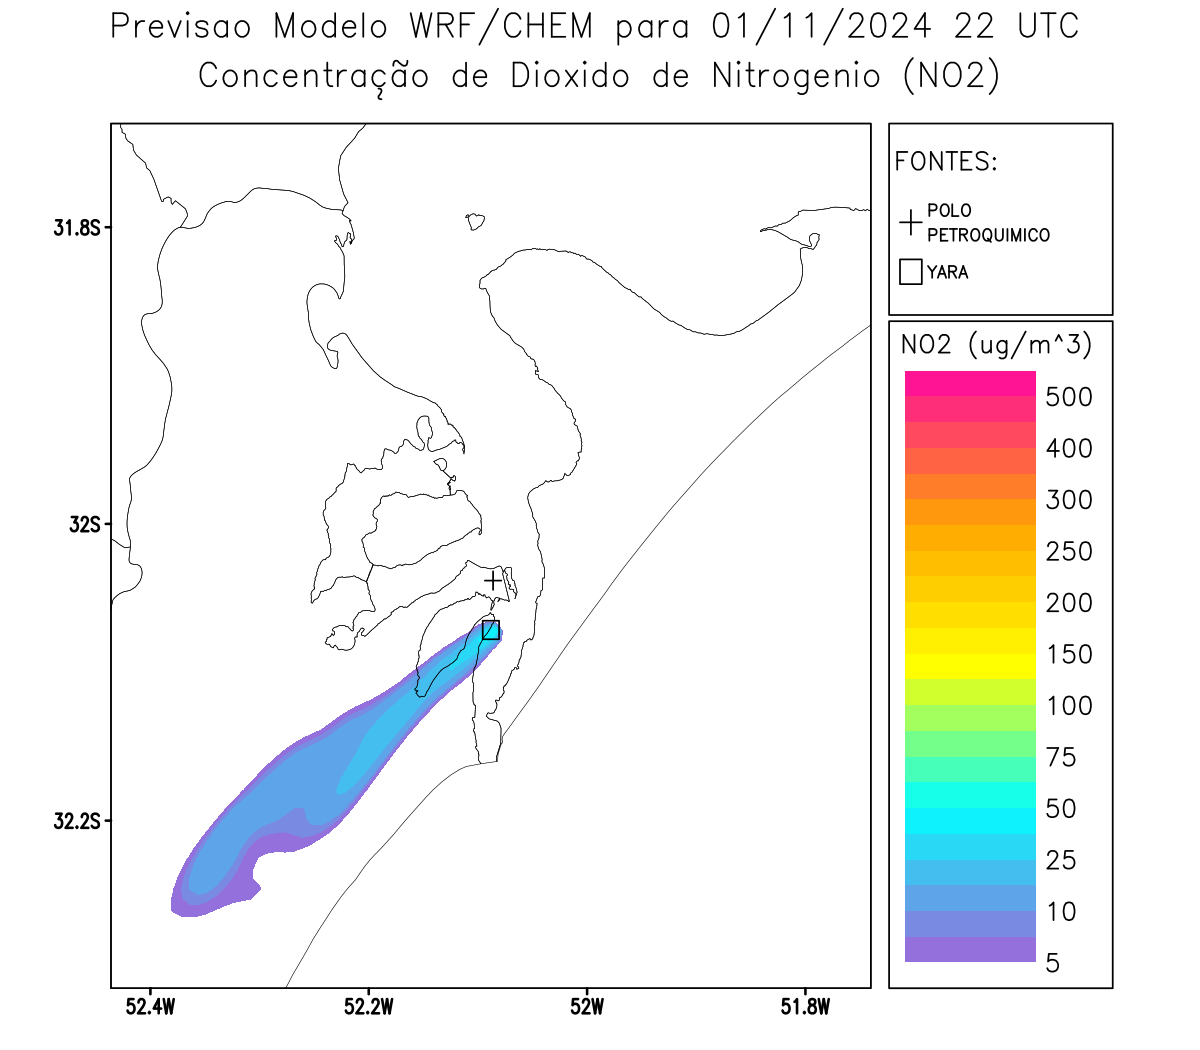 Previsao Modelo WRF/CHEM para 01/11/2024 22 UTC
Concentração de Dioxido de Nitrogenio (NO2)
FONTES:
POLO
PETROQUIMICO
YARA
NO2 (ug/m^3)
500
400
300
250
200
150
100
75
50
25
10
5
31.8S
32S
32.2S
52.4W
52.2W
52W
51.8W